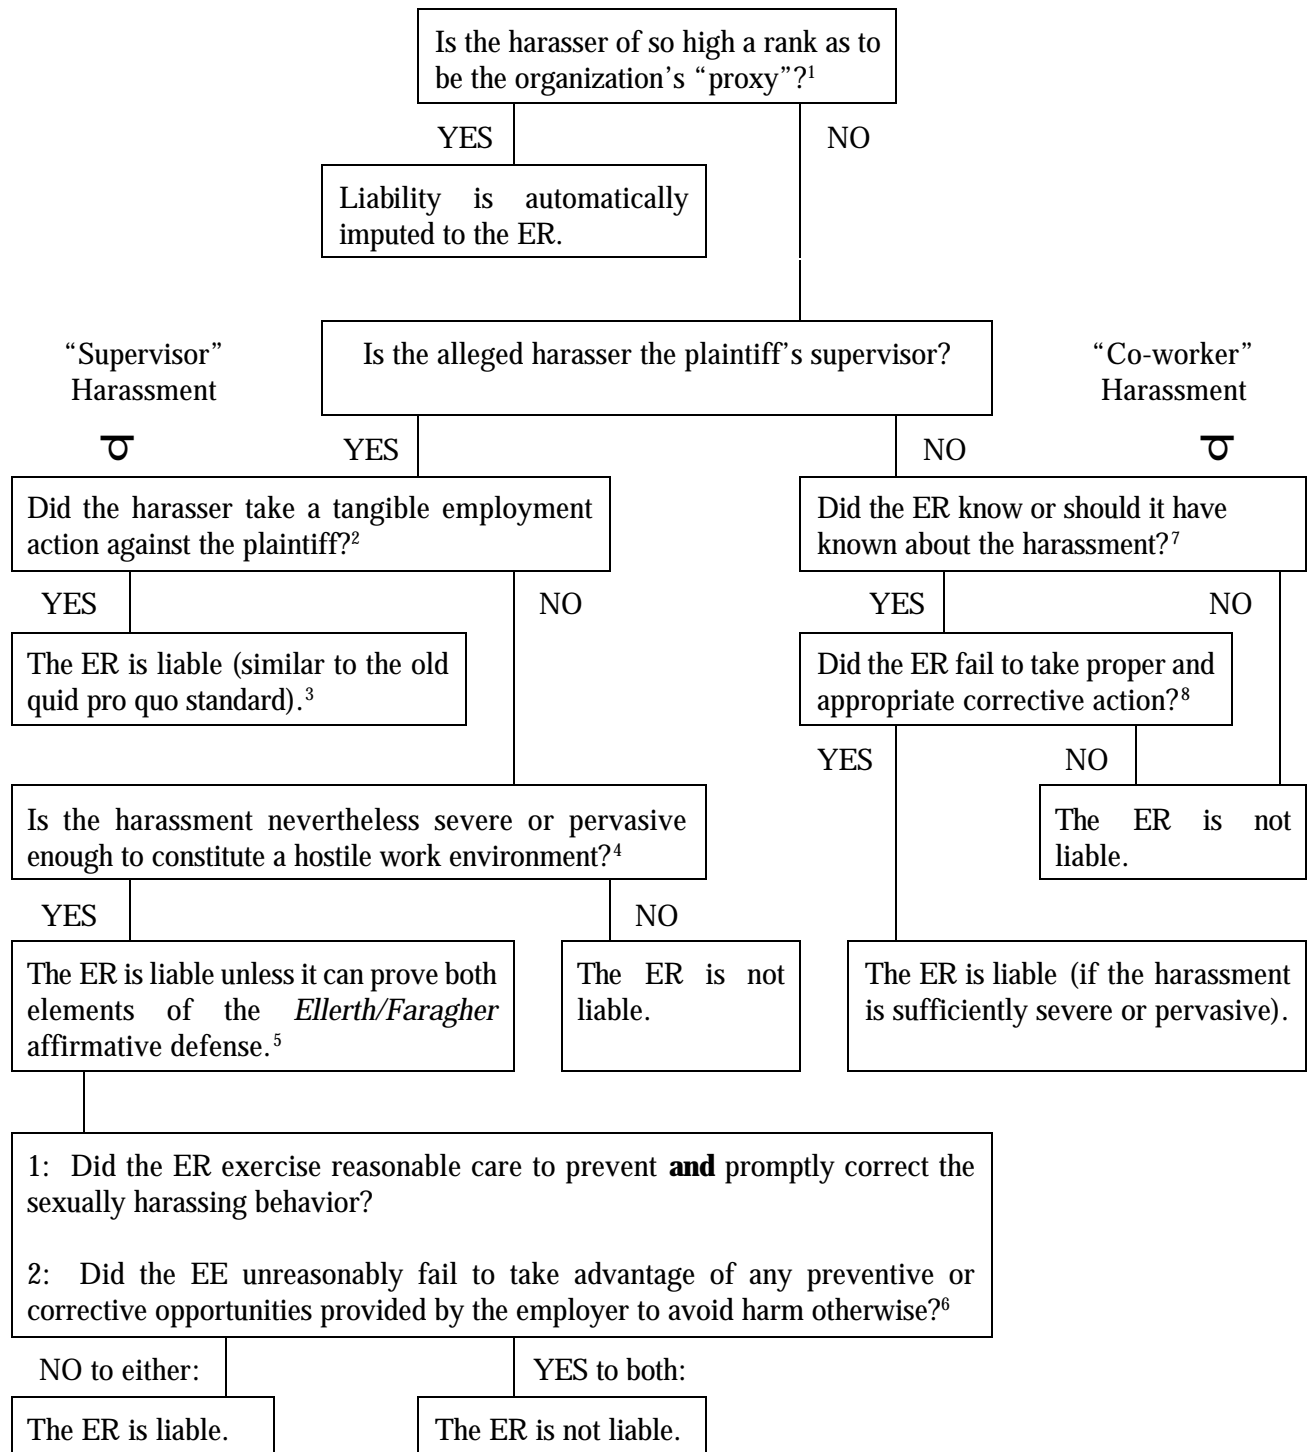 Is the harasser of so high a rank as to
be the organization’s “proxy”?¹
YES
NO
Liability is automatically
imputed to the ER.
“Supervisor”
Harassment
Is the alleged harasser the plaintiff’s supervisor?
“Co-worker”
Harassment
YES
NO
Did the harasser take a tangible employment
action against the plaintiff?²
Did the ER know or should it have
known about the harassment?⁷
YES
NO
YES
NO
The ER is liable (similar to the old
quid pro quo standard).³
Did the ER fail to take proper and
appropriate corrective action?⁸
YES
NO
Is the harassment nevertheless severe or pervasive
enough to constitute a hostile work environment?⁴
The ER is not
liable.
YES
NO
The ER is liable unless it can prove both
elements of the Ellerth/Faragher
affirmative defense.⁵
The ER is not
liable.
The ER is liable (if the harassment
is sufficiently severe or pervasive).
1: Did the ER exercise reasonable care to prevent and promptly correct the
sexually harassing behavior?
2: Did the EE unreasonably fail to take advantage of any preventive or
corrective opportunities provided by the employer to avoid harm otherwise?⁶
NO to either:
YES to both:
The ER is liable.
The ER is not liable.